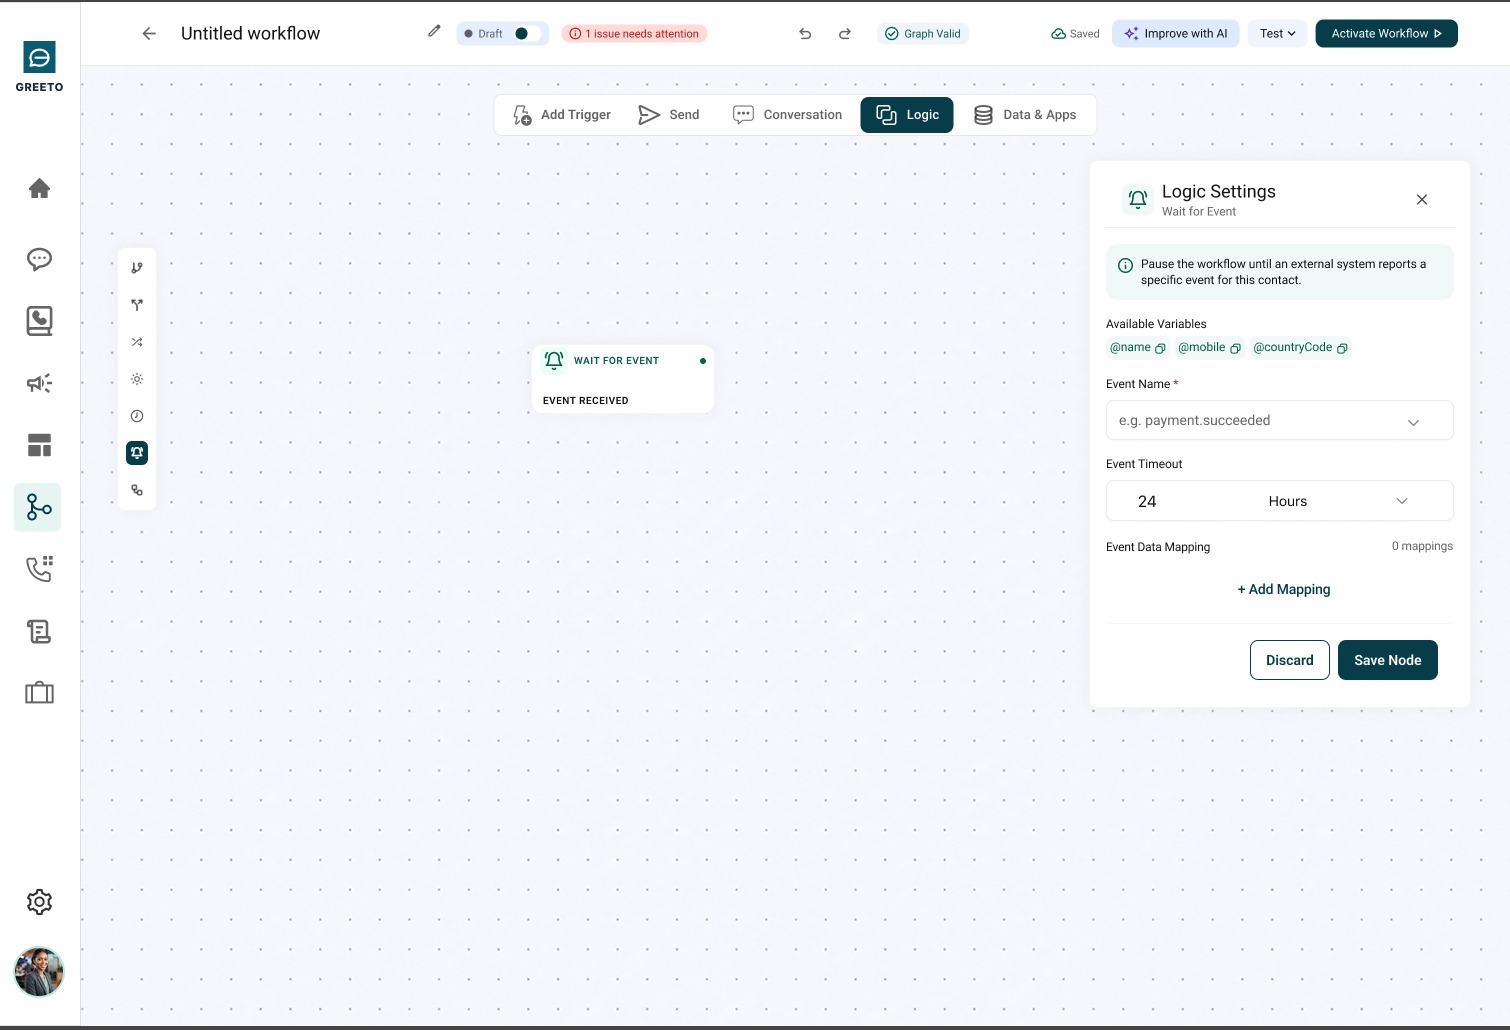 GREETO
Untitled workflow
Draft
1 issue needs attention
Graph Valid
Saved
Improve with AI
Test
Activate Workflow
Add Trigger
Send
Conversation
Logic
Data & Apps
WAIT FOR EVENT
EVENT RECEIVED
Logic Settings
Wait for Event
Pause the workflow until an external system reports a
specific event for this contact.
Available Variables
@name @mobile @countryCode
Event Name *
e.g. payment.succeeded
Event Timeout
24 Hours
Event Data Mapping 0 mappings
+ Add Mapping
Discard
Save Node